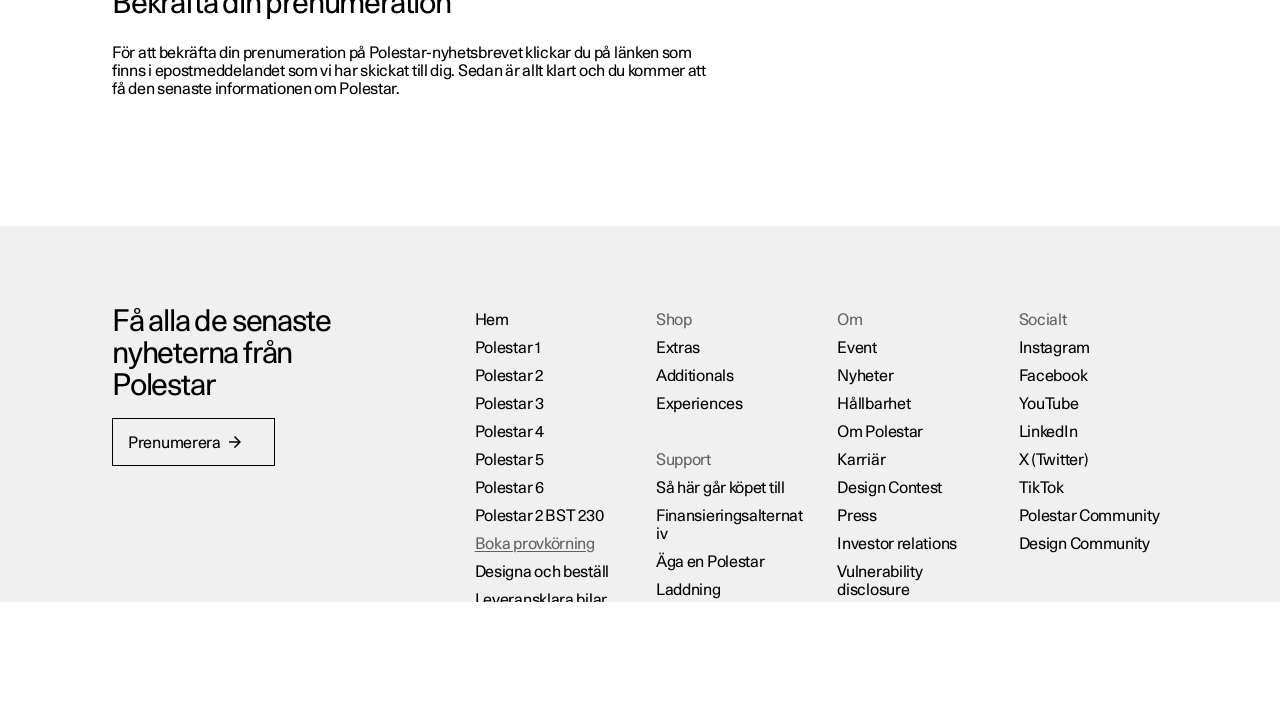 Bekräfta din prenumeration
För att bekräfta din prenumeration på Polestar-nyhetsbrevet klickar du på länken som
finns i epostmeddelandet som vi har skickat till dig. Sedan är allt klart och du kommer att
få den senaste informationen om Polestar.
Få alla de senaste
nyheterna från
Polestar
Prenumerera →
Hem
Polestar 1
Polestar 2
Polestar 3
Polestar 4
Polestar 5
Polestar 6
Polestar 2 BST 230
Boka provkörning
Designa och beställ
Leveransklara bilar
Shop
Extras
Additionals
Experiences
Support
Så här går köpet till
Finansieringsalternat
iv
Äga en Polestar
Laddning
Om
Event
Nyheter
Hållbarhet
Om Polestar
Karriär
Design Contest
Press
Investor relations
Vulnerability
disclosure
Socialt
Instagram
Facebook
YouTube
LinkedIn
X (Twitter)
TikTok
Polestar Community
Design Community